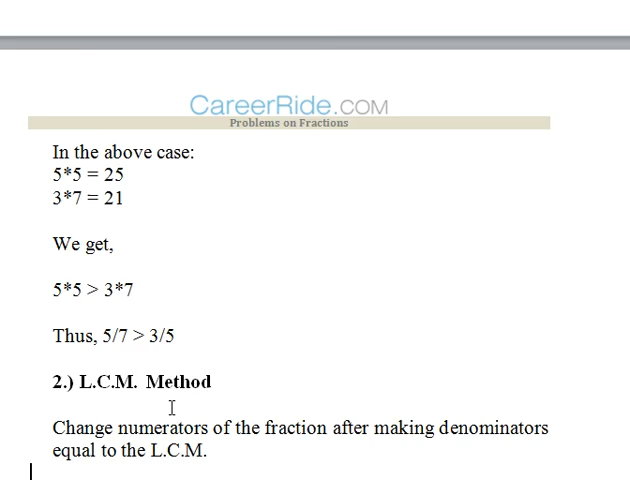 CareerRide.COM
Problems on Fractions
In the above case:
5*5 = 25
3*7 = 21
We get,
5*5 > 3*7
Thus, 5/7 > 3/5
2.) L.C.M. Method
Change numerators of the fraction after making denominators
equal to the L.C.M.